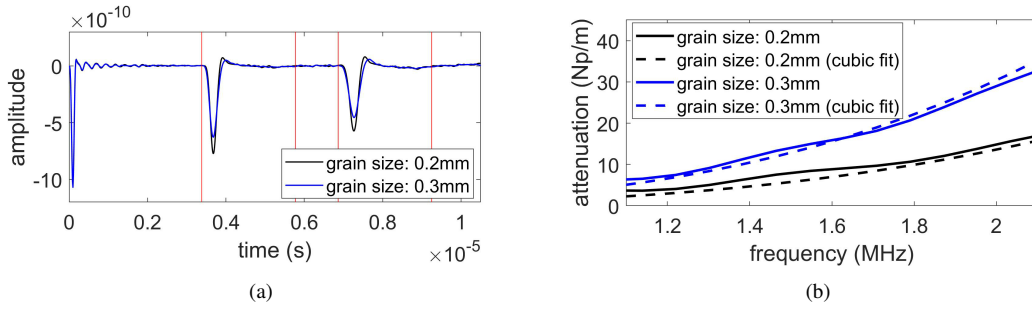 ×10⁻¹⁰
0
-5
-10
amplitude
grain size: 0.2mm
grain size: 0.3mm
0 0.2 0.4 0.6 0.8 1
time (s)
×10⁻⁵
(a)
40
30
20
10
0
attenuation (Np/m)
grain size: 0.2mm
grain size: 0.2mm (cubic fit)
grain size: 0.3mm
grain size: 0.3mm (cubic fit)
1.2 1.4 1.6 1.8 2
frequency (MHz)
(b)